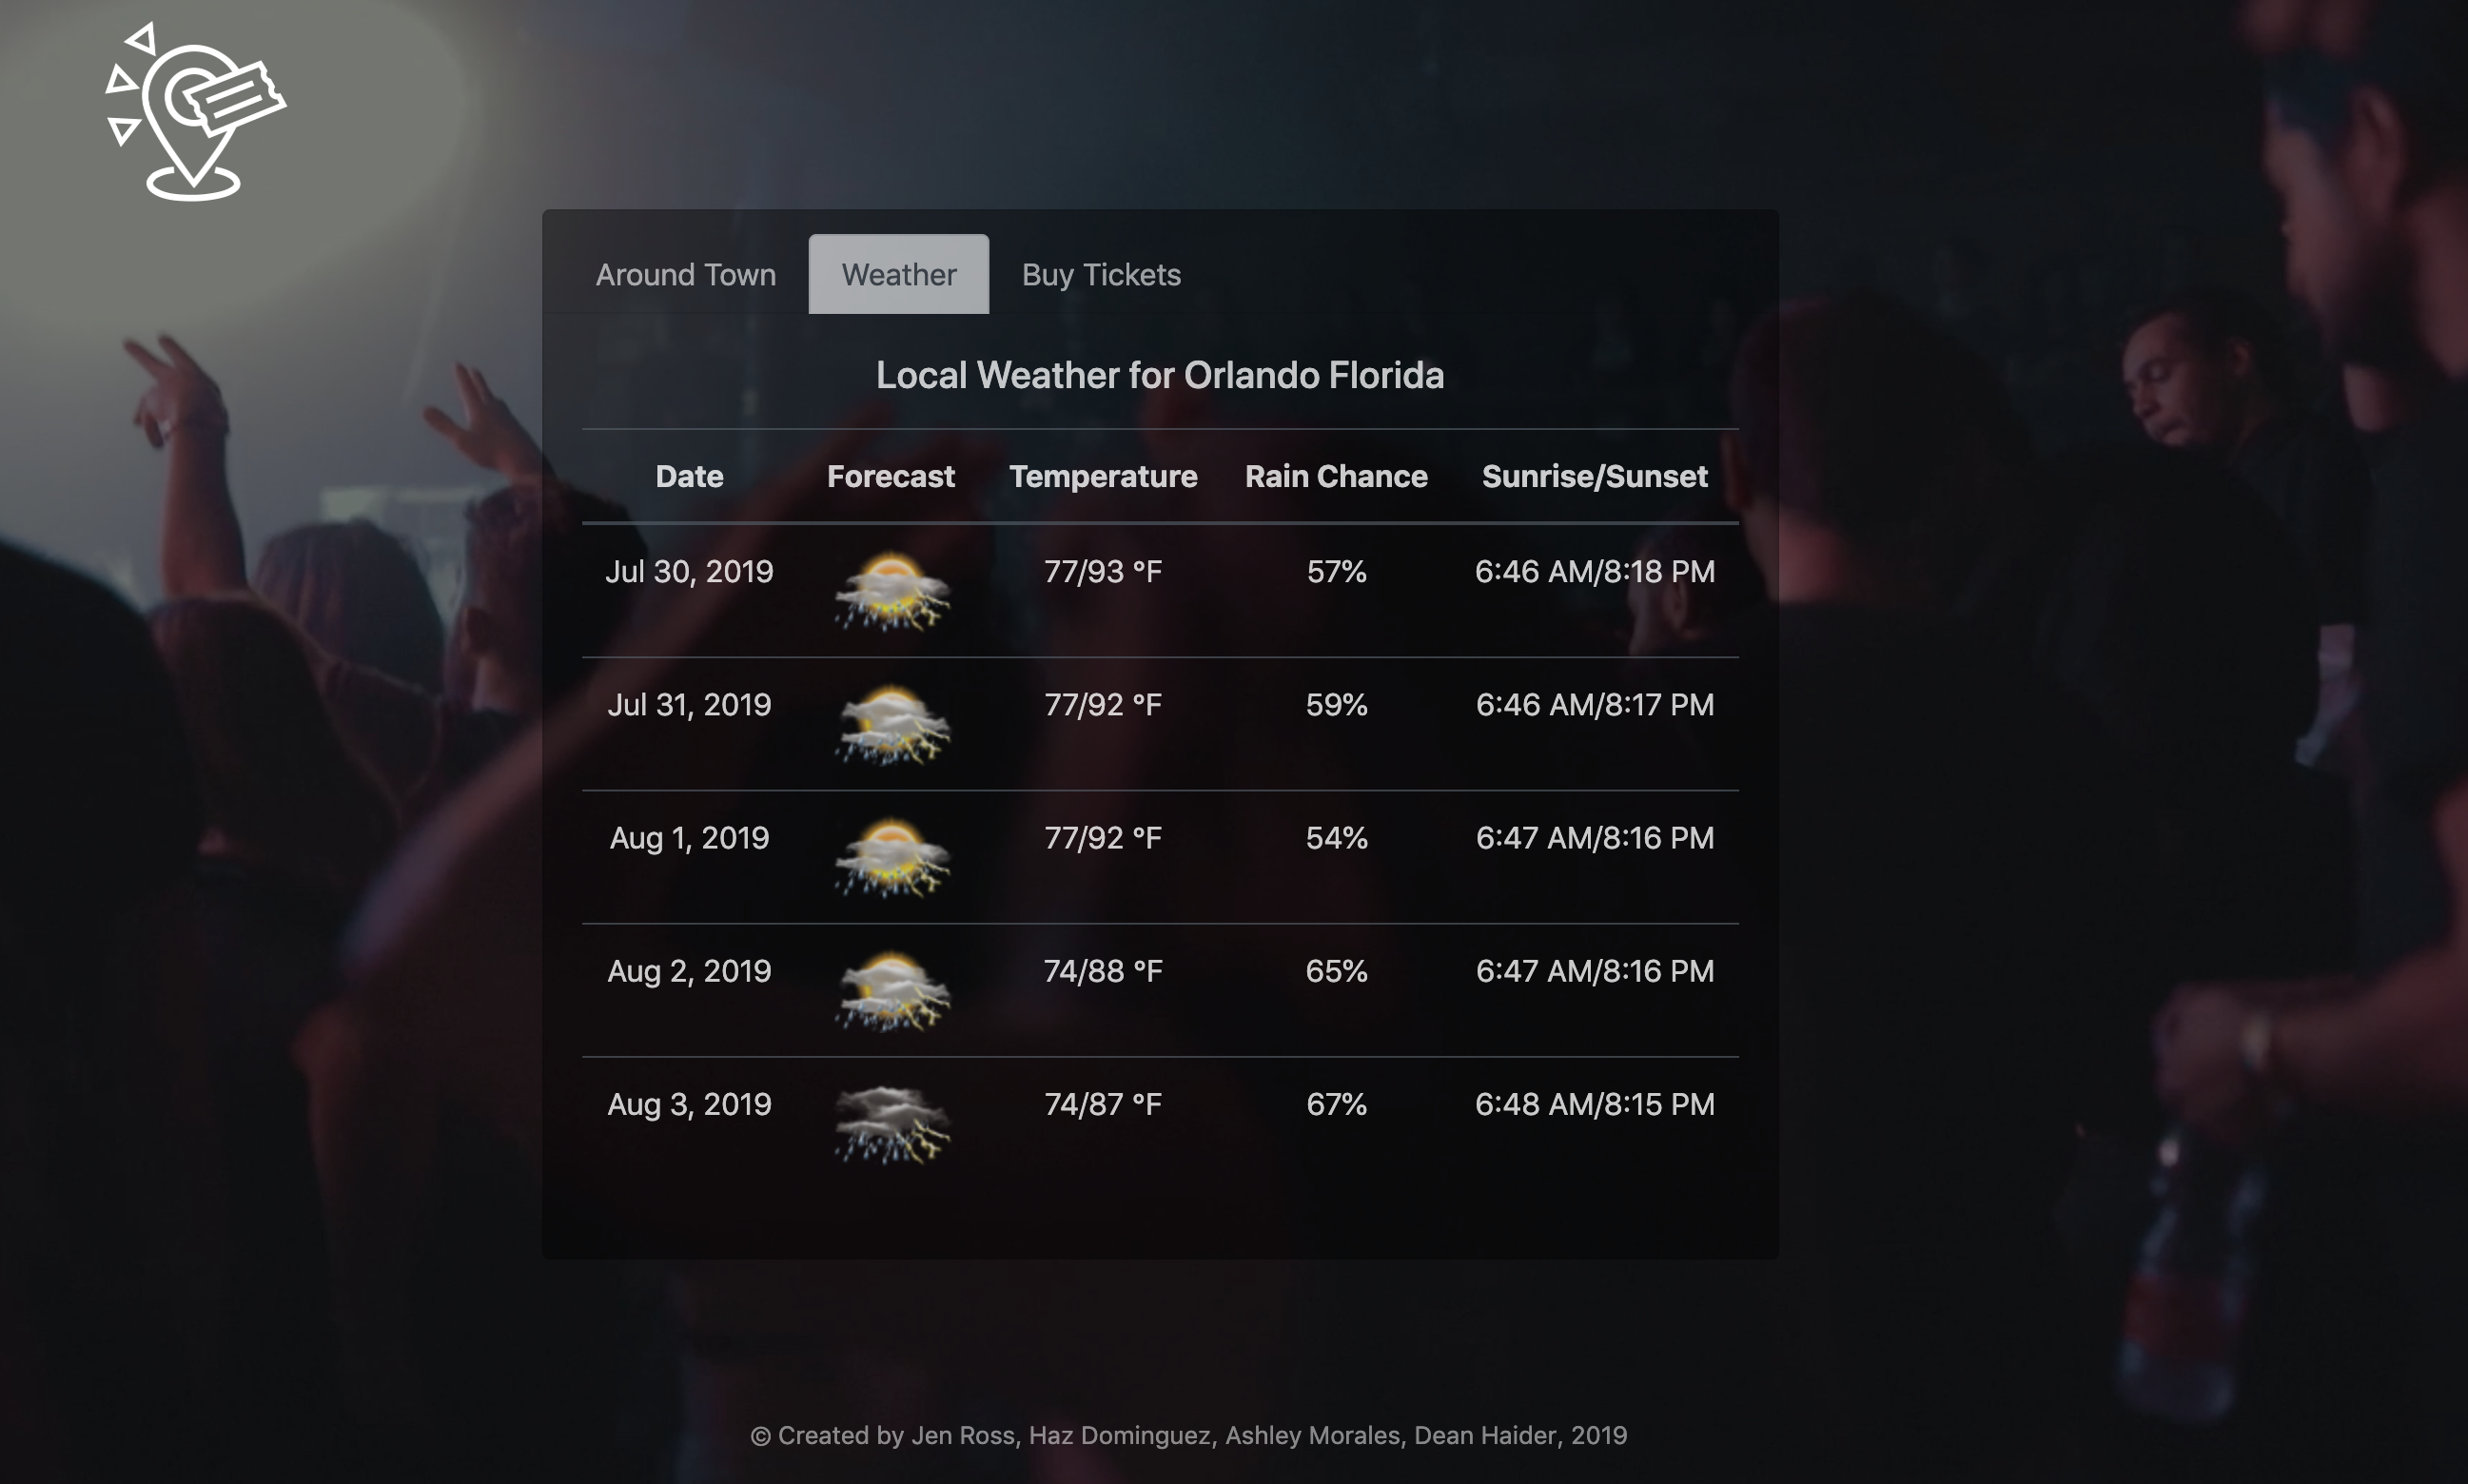 Around Town Weather Buy Tickets
Local Weather for Orlando Florida
Date Forecast Temperature Rain Chance Sunrise/Sunset
Jul 30, 2019 77/93 °F 57% 6:46 AM/8:18 PM
Jul 31, 2019 77/92 °F 59% 6:46 AM/8:17 PM
Aug 1, 2019 77/92 °F 54% 6:47 AM/8:16 PM
Aug 2, 2019 74/88 °F 65% 6:47 AM/8:16 PM
Aug 3, 2019 74/87 °F 67% 6:48 AM/8:15 PM
© Created by Jen Ross, Haz Dominguez, Ashley Morales, Dean Haider, 2019